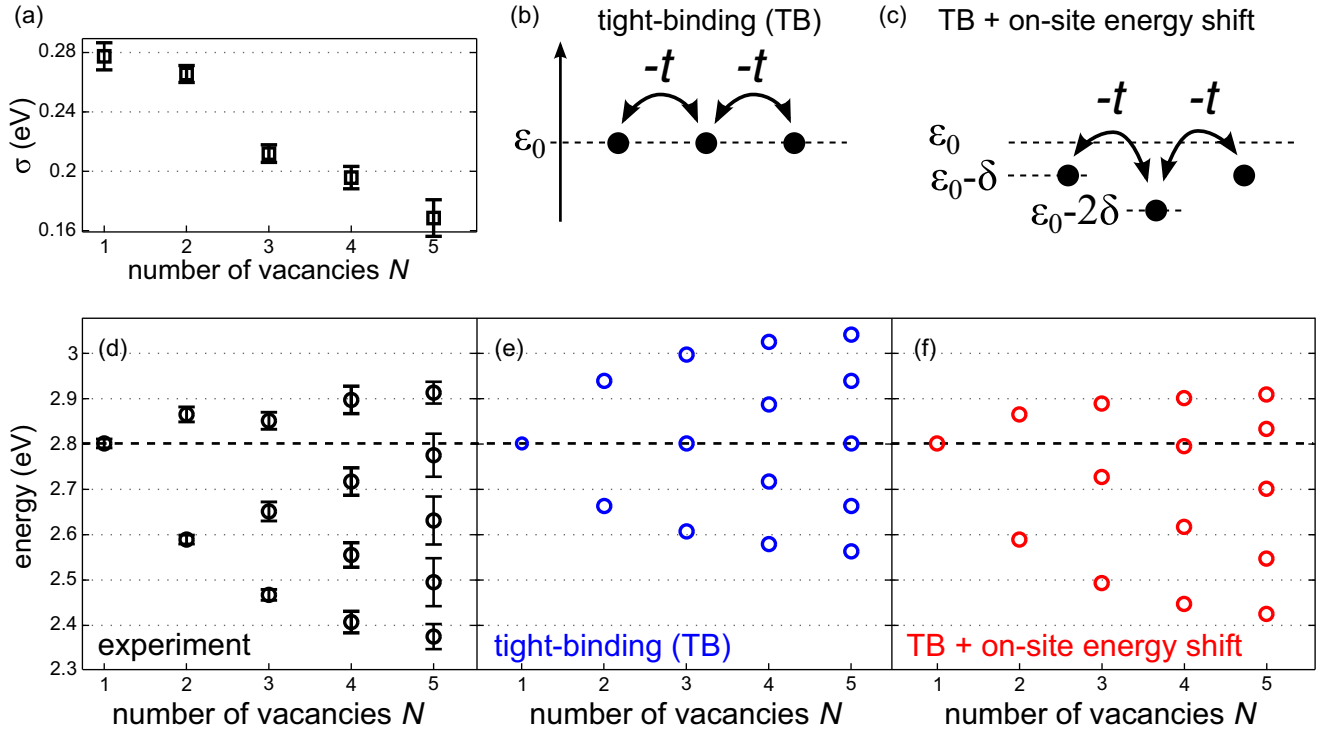 (a)
0.28
0.24
0.2
0.16
σ (eV)
1 2 3 4 5
number of vacancies N
(b) tight-binding (TB)
-t -t
ε0
(c) TB + on-site energy shift
-t -t
ε0
ε0-δ
ε0-2δ
(d)
3
2.9
2.8
2.7
2.6
2.5
2.4
2.3
energy (eV)
experiment
1 2 3 4 5
number of vacancies N
(e)
tight-binding (TB)
1 2 3 4 5
number of vacancies N
(f)
TB + on-site energy shift
1 2 3 4 5
number of vacancies N